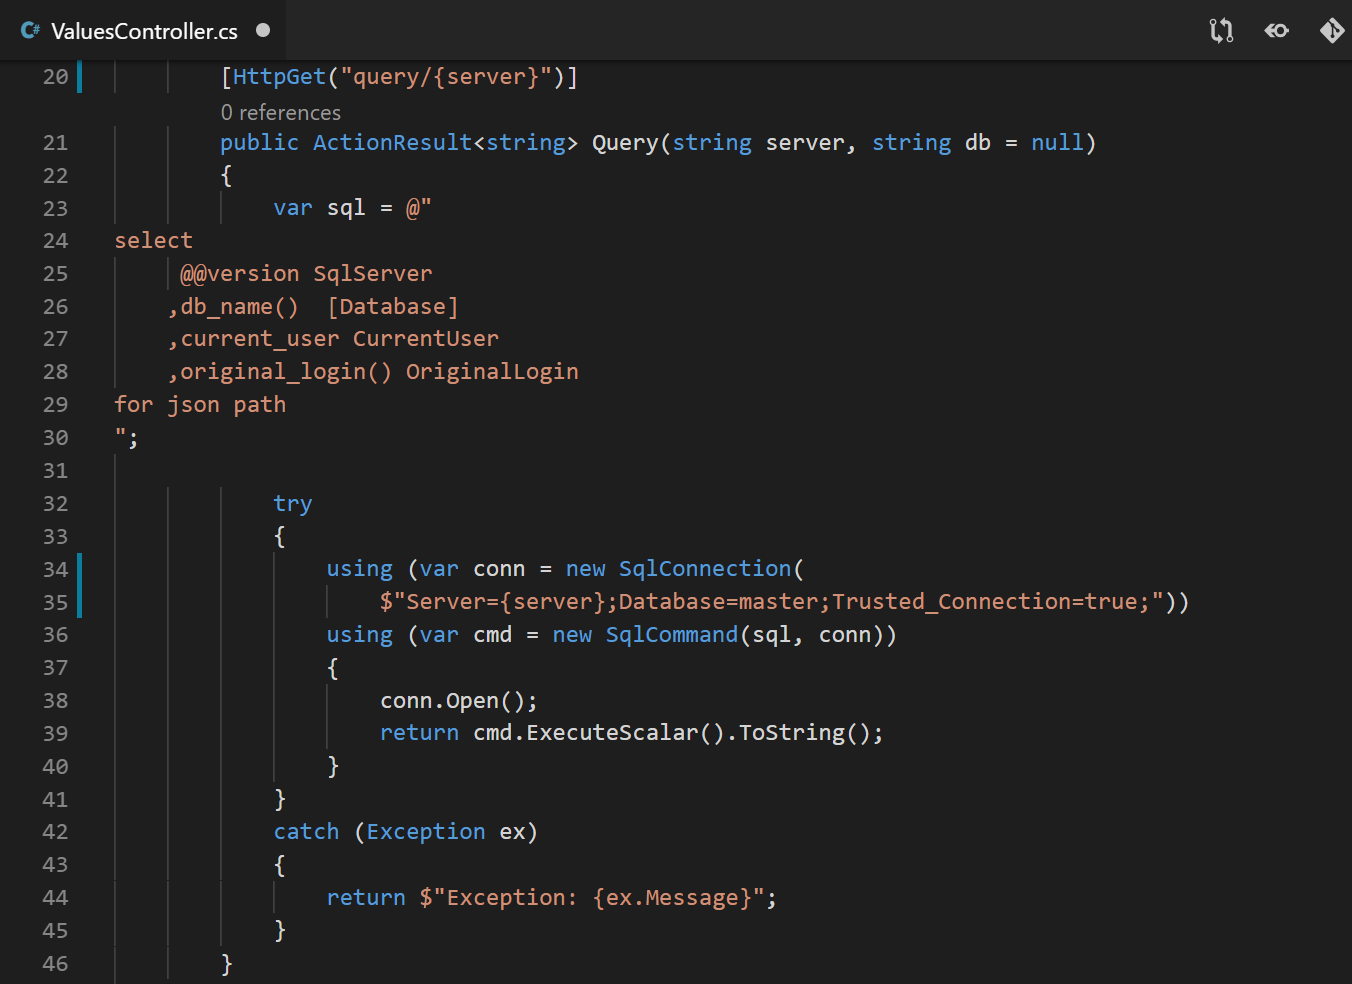 C# ValuesController.cs
20 [HttpGet("query/{server}")]
0 references
21 public ActionResult<string> Query(string server, string db = null)
22 {
23 var sql = @"
24 select
25 @@version SqlServer
26 ,db_name()  [Database]
27 ,current_user CurrentUser
28 ,original_login() OriginalLogin
29 for json path
30 ";
31
32 try
33 {
34 using (var conn = new SqlConnection(
35 $"Server={server};Database=master;Trusted_Connection=true;"))
36 using (var cmd = new SqlCommand(sql, conn))
37 {
38 conn.Open();
39 return cmd.ExecuteScalar().ToString();
40 }
41 }
42 catch (Exception ex)
43 {
44 return $"Exception: {ex.Message}";
45 }
46 }